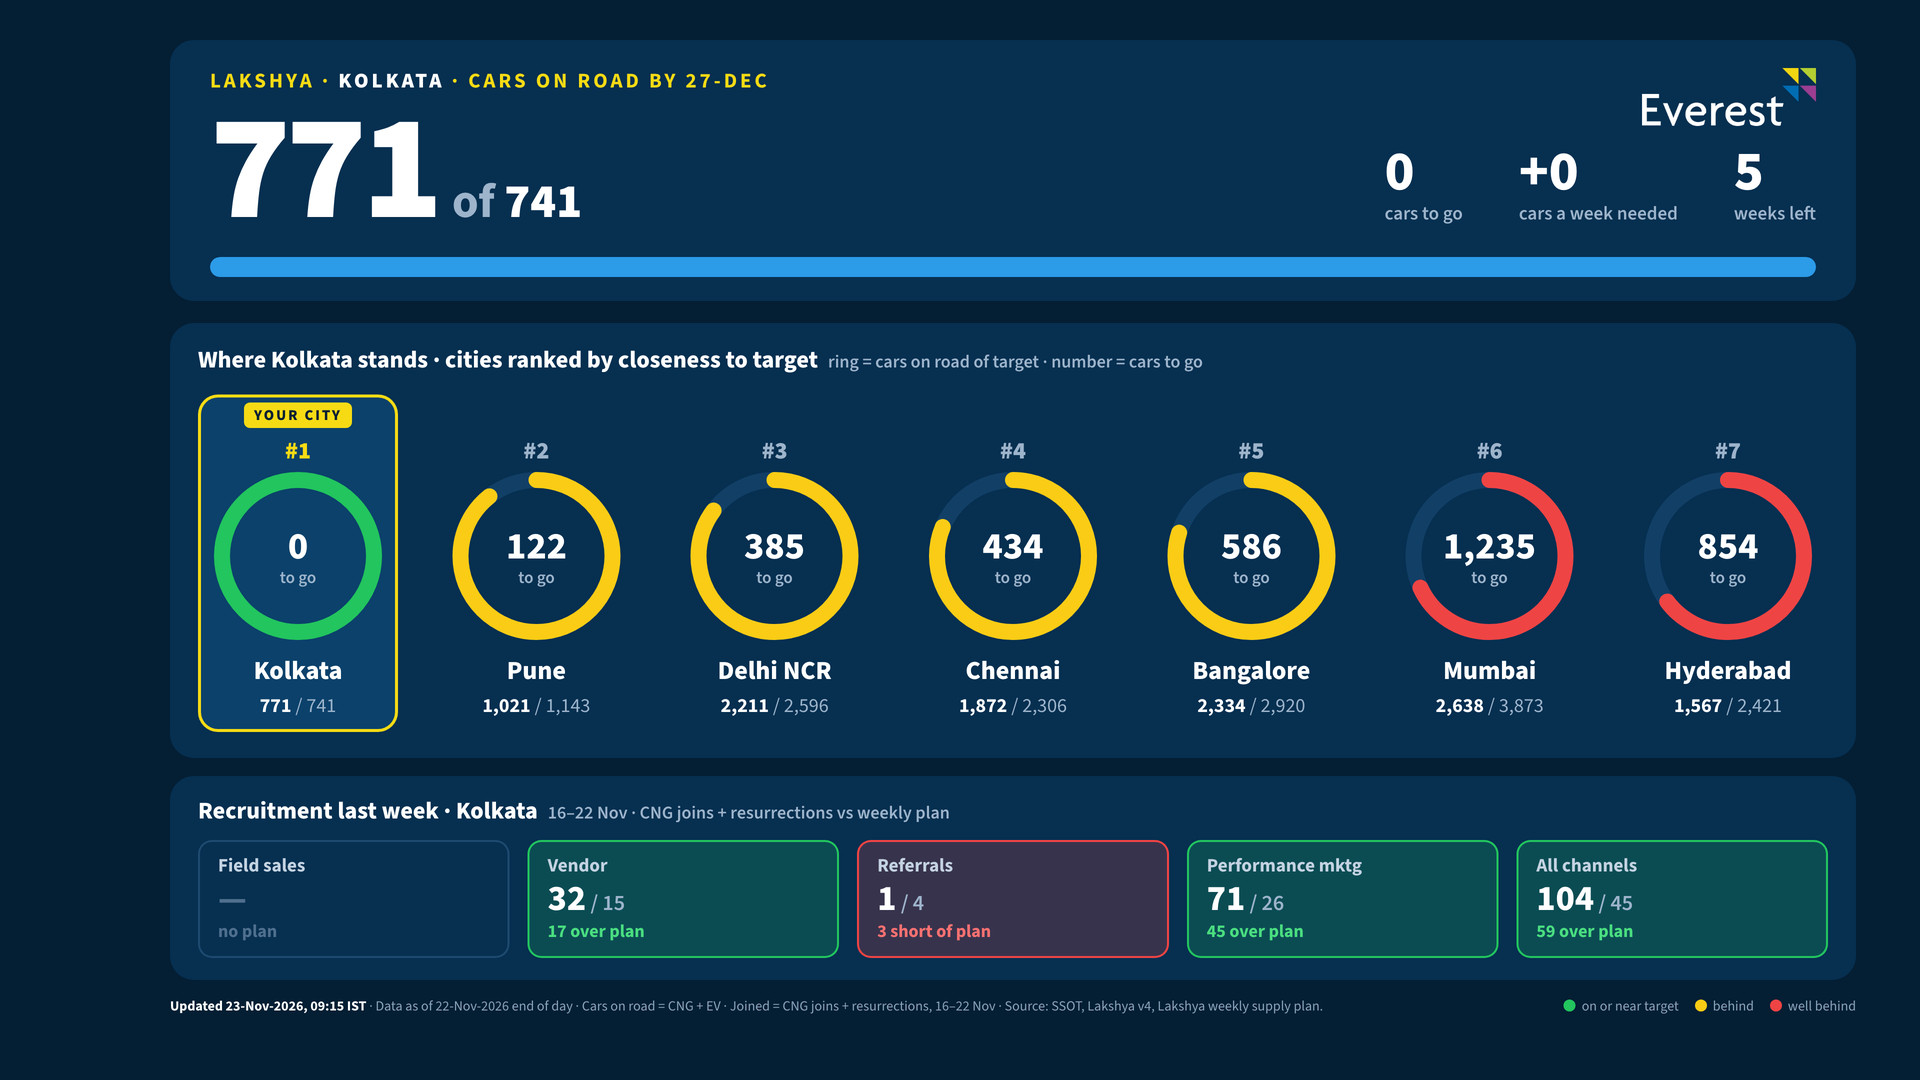 LAKSHYA · KOLKATA · CARS ON ROAD BY 27-DEC
Everest
771 of 741
0 +0 5
cars to go cars a week needed weeks left
Where Kolkata stands · cities ranked by closeness to target ring = cars on road of target · number = cars to go
YOUR CITY
#1 #2 #3 #4 #5 #6 #7
0 122 385 434 586 1,235 854
to go to go to go to go to go to go to go
Kolkata Pune Delhi NCR Chennai Bangalore Mumbai Hyderabad
771 / 741 1,021 / 1,143 2,211 / 2,596 1,872 / 2,306 2,334 / 2,920 2,638 / 3,873 1,567 / 2,421
Recruitment last week · Kolkata 16–22 Nov · CNG joins + resurrections vs weekly plan
Field sales Vendor Referrals Performance mktg All channels
— 32 / 15 1 / 4 71 / 26 104 / 45
no plan 17 over plan 3 short of plan 45 over plan 59 over plan
Updated 23-Nov-2026, 09:15 IST · Data as of 22-Nov-2026 end of day · Cars on road = CNG + EV · Joined = CNG joins + resurrections, 16–22 Nov · Source: SSOT, Lakshya v4, Lakshya weekly supply plan. on or near target behind well behind